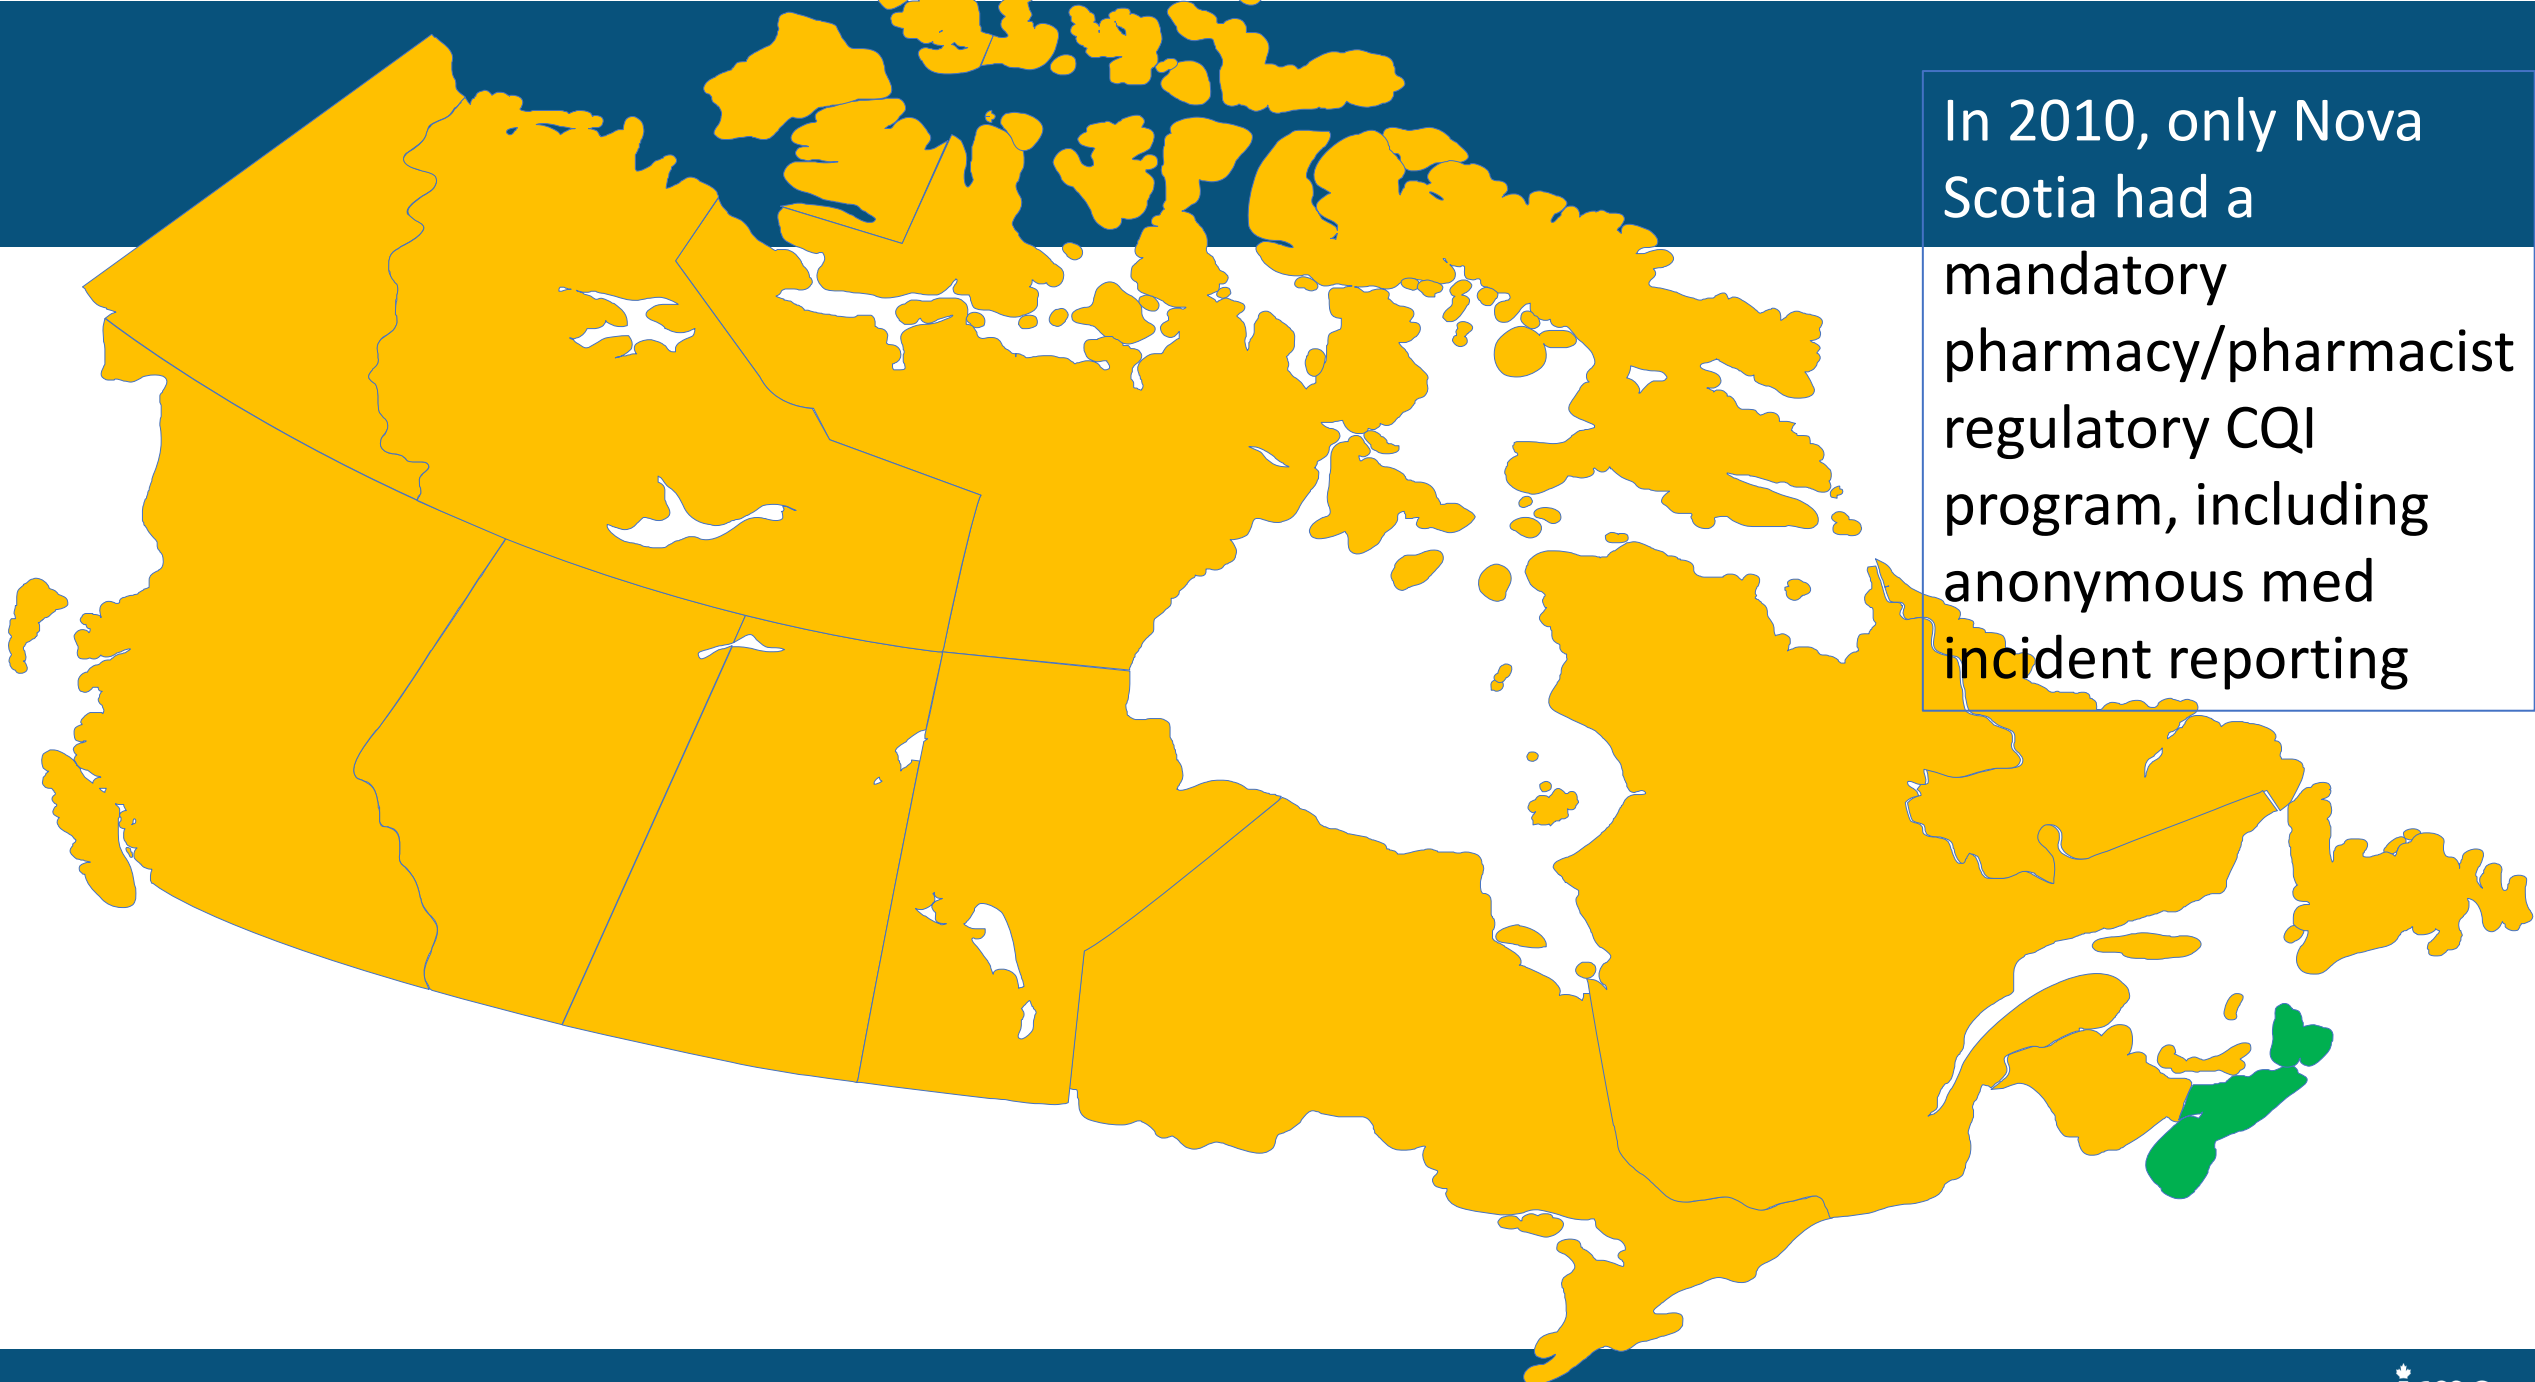 In 2010, only Nova
Scotia had a
mandatory
pharmacy/pharmacist
regulatory CQI
program, including
anonymous med
incident reporting